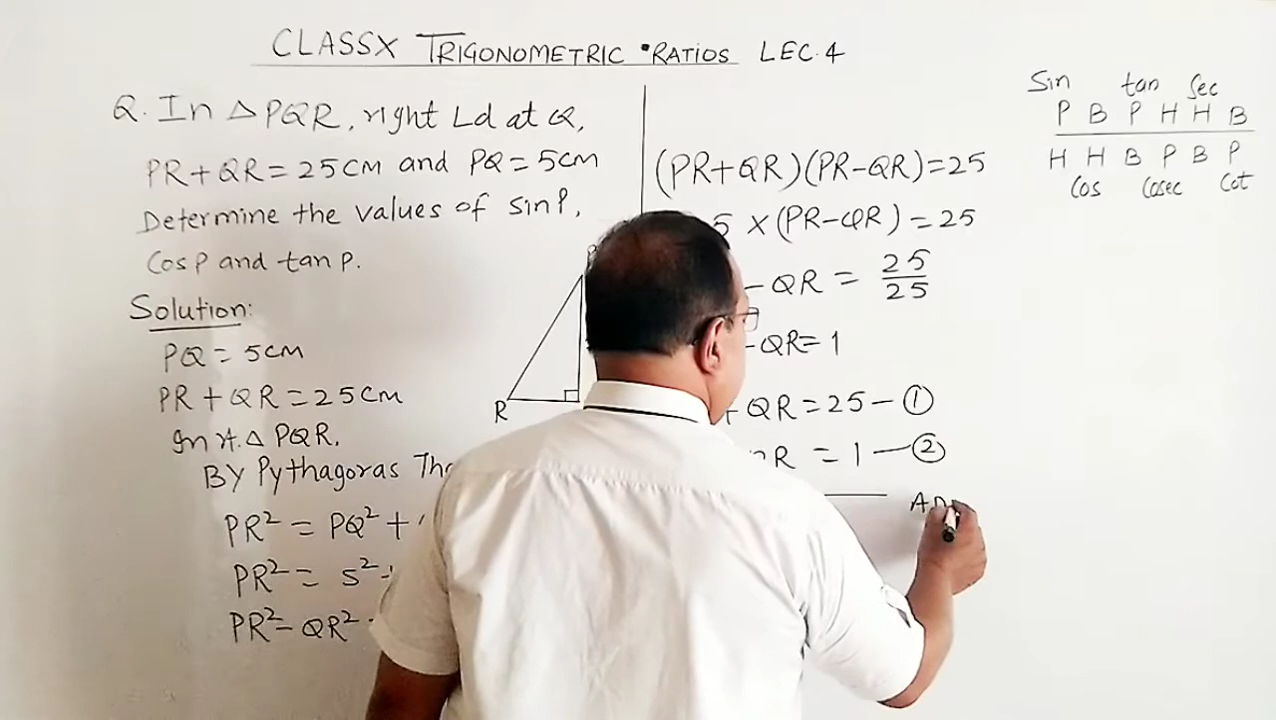 CLASSX TRIGONOMETRIC RATIOS LEC.4
Q. In △PQR, right Ld at Q,
PR+QR=25CM and PQ=5cm
Determine the values of sinP,
CosP and tanP.
Solution:
PQ=5cm
PR+QR=25cm
In rt.△ PQR,
BY Pythagoras
PR²= PQ²+
PR²= 5²
PR²-QR²
R
(PR+QR)(PR-QR)=25
5 ×(PR-QR)=25
-QR = 25/25
-QR=1
+QR=25-①
R =1-②
Sin tan Sec
P B P H H B
H H B P B P
Cos Cosec Cot